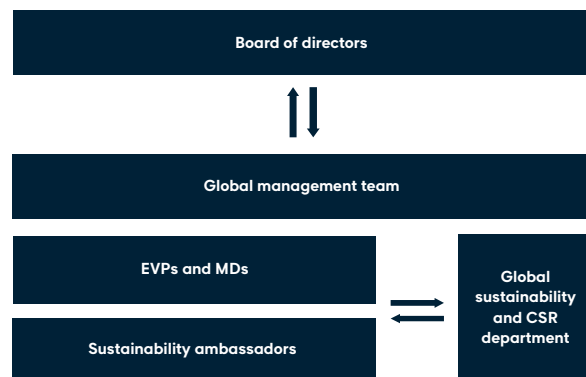 Board of directors
Global management team
EVPs and MDs
Sustainability ambassadors
Global
sustainability
and CSR
department